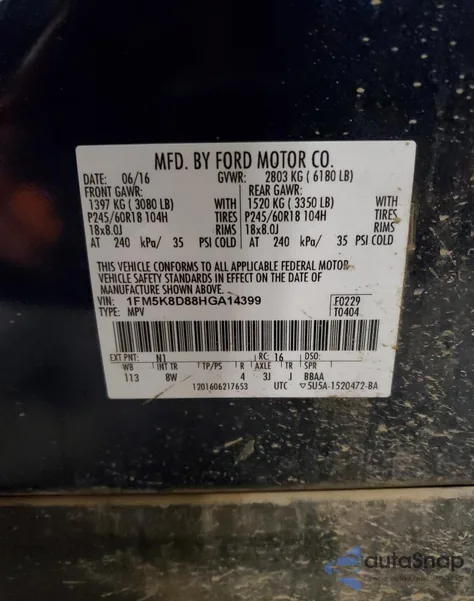 MFD. BY FORD MOTOR CO.
DATE: 06/16 GVWR: 2803 KG ( 6180 LB)
FRONT GAWR: REAR GAWR:
1397 KG ( 3080 LB) WITH 1520 KG ( 3350 LB) WITH
P245/60R18 104H TIRES P245/60R18 104H TIRES
18x8.0J RIMS 18x8.0J RIMS
AT 240 kPa/ 35 PSI COLD AT 240 kPa/ 35 PSI COLD
THIS VEHICLE CONFORMS TO ALL APPLICABLE FEDERAL MOTOR
VEHICLE SAFETY STANDARDS IN EFFECT ON THE DATE OF
MANUFACTURE SHOWN ABOVE.
VIN: 1FM5K8D88HGA14399 F0229
TYPE: MPV T0404
EXT PNT: N1 RC: 16 DSO:
WB INT TR TP/PS R AXLE TR SPR
113 8W 4 3J J BBAA
1201606217653 UTC ▽SU5A-1520472-BA
autoSnap